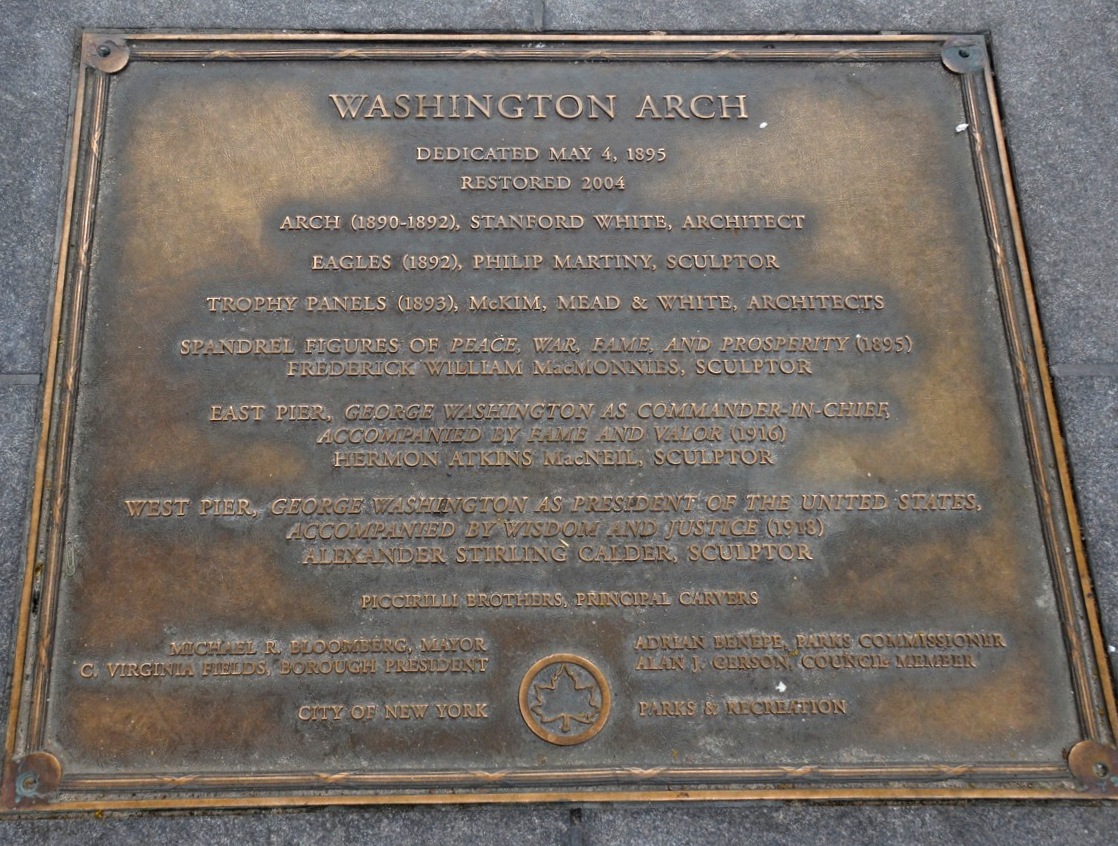 WASHINGTON ARCH
DEDICATED MAY 4, 1895
RESTORED 2004
ARCH (1890-1892), STANFORD WHITE, ARCHITECT
EAGLES (1892), PHILIP MARTINY, SCULPTOR
TROPHY PANELS (1893), McKIM, MEAD & WHITE, ARCHITECTS
SPANDREL FIGURES OF PEACE, WAR, FAME, AND PROSPERITY (1895)
FREDERICK WILLIAM MacMONNIES, SCULPTOR
EAST PIER, GEORGE WASHINGTON AS COMMANDER-IN-CHIEF,
ACCOMPANIED BY FAME AND VALOR (1916)
HERMON ATKINS MacNEIL, SCULPTOR
WEST PIER, GEORGE WASHINGTON AS PRESIDENT OF THE UNITED STATES,
ACCOMPANIED BY WISDOM AND JUSTICE (1918)
ALEXANDER STIRLING CALDER, SCULPTOR
PICCIRILLI BROTHERS, PRINCIPAL CARVERS
MICHAEL R. BLOOMBERG, MAYOR
C. VIRGINIA FIELDS, BOROUGH PRESIDENT
ADRIAN BENEPE, PARKS COMMISSIONER
ALAN J. GERSON, COUNCIL MEMBER
CITY OF NEW YORK
PARKS & RECREATION